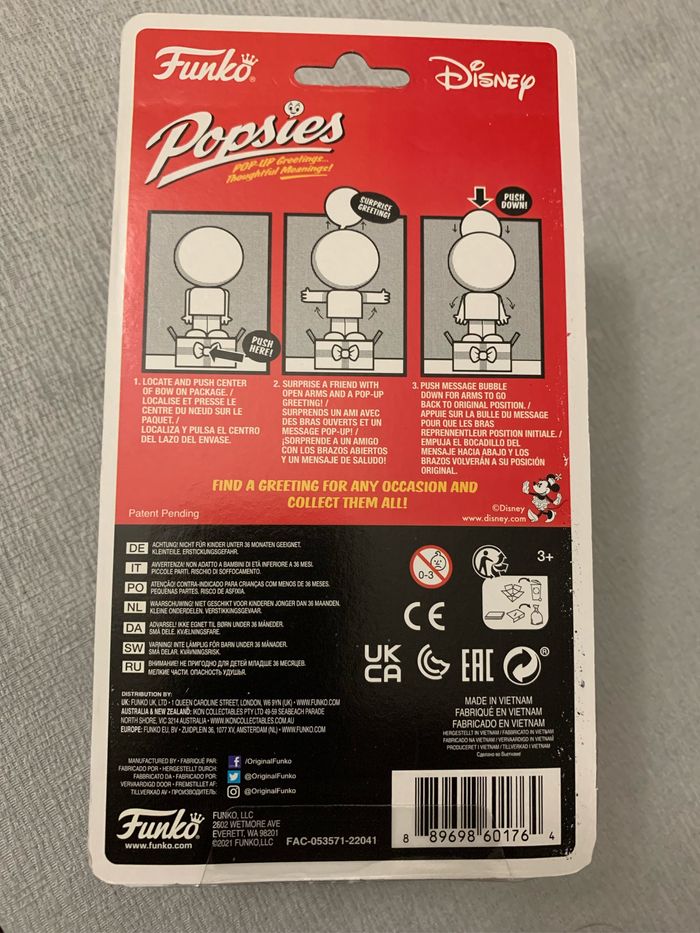 Funko®
Disney
Popsies
POP-UP Greetings...
Thoughtful Meanings!
PUSH
HERE!
SURPRISE
GREETING!
PUSH
DOWN!
1. LOCATE AND PUSH CENTER
OF BOW ON PACKAGE. /
LOCALISE ET PRESSE LE
CENTRE DU NŒUD SUR LE
PAQUET. /
LOCALIZA Y PULSA EL CENTRO
DEL LAZO DEL ENVASE.
2. SURPRISE A FRIEND WITH
OPEN ARMS AND A POP-UP
GREETING! /
SURPRENDS UN AMI AVEC
DES BRAS OUVERTS ET UN
MESSAGE POP-UP! /
¡SORPRENDE A UN AMIGO
CON LOS BRAZOS ABIERTOS
Y UN MENSAJE DE SALUDO!
3. PUSH MESSAGE BUBBLE
DOWN FOR ARMS TO GO
BACK TO ORIGINAL POSITION. /
APPUIE SUR LA BULLE DU MESSAGE
POUR QUE LES BRAS
REPRENNENTLEUR POSITION INITIALE. /
EMPUJA EL BOCADILLO DEL
MENSAJE HACIA ABAJO Y LOS
BRAZOS VOLVERÁN A SU POSICIÓN
ORIGINAL.
FIND A GREETING FOR ANY OCCASION AND
COLLECT THEM ALL!
Patent Pending
©Disney
www.disney.com
DE ACHTUNG! NICHT FÜR KINDER UNTER 36 MONATEN GEEIGNET.
KLEINTEILE. ERSTICKUNGSGEFAHR.
IT AVVERTENZA! NON ADATTO A BAMBINI DI ETÀ INFERIORE A 36 MESI.
PICCOLE PARTI. RISCHIO DI SOFFOCAMENTO.
PO ATENÇÃO! CONTRA-INDICADO PARA CRIANÇAS COM MENOS DE 36 MESES.
PEQUENAS PARTES. RISCO DE ASFIXIA.
NL WAARSCHUWING! NIET GESCHIKT VOOR KINDEREN JONGER DAN 36 MAANDEN.
KLEINE ONDERDELEN. VERSTIKKINGSGEVAAR.
DA ADVARSEL! IKKE EGNET TIL BØRN UNDER 36 MÅNEDER.
SMÅ DELE. KVÆLNINGSFARE.
SW VARNING! INTE LÄMPLIG FÖR BARN UNDER 36 MÅNADER.
SMÅ DELAR. KVÄVNINGSRISK.
RU ВНИМАНИЕ! НЕ ПРИГОДНО ДЛЯ ДЕТЕЙ МЛАДШЕ 36 МЕСЯЦЕВ.
МЕЛКИЕ ЧАСТИ. ОПАСНОСТЬ УДУШЬЯ.
0-3
3+
CE
UK
CA
EAC
DISTRIBUTION BY:
UK: FUNKO UK, LTD • 1 QUEEN CAROLINE STREET, LONDON, W6 9YN (UK) • WWW.FUNKO.COM
AUSTRALIA & NEW ZEALAND: IKON COLLECTABLES PTY LTD 49-59 SEABEACH PARADE
NORTH SHORE, VIC 3214 AUSTRALIA • WWW.IKONCOLLECTABLES.COM.AU
EUROPE: FUNKO EU, BV • ZUIDPLEIN 36, 1077 XV, AMSTERDAM (NL) • WWW.FUNKO.COM
MADE IN VIETNAM
FABRIQUÉ EN VIETNAM
FABRICADO EN VIETNAM
HERGESTELLT IN VIETNAM / FABBRICATO IN VIETNAM
FABRICADO NA VIETNAM / VERVAARDIGD IN VIETNAM
PRODUCERET I VIETNAM / TILLVERKAD I VIETNAM
Сделано во Вьетнаме
MANUFACTURED BY • FABRIQUÉ PAR:
FABRICADO POR • HERGESTELLT DURCH:
FABBRICATO DA • FABRICADO POR:
VERVAARDIGD DOOR • FREMSTILLET AF:
TILLVERKAD AV • ПРОИЗВОДИТЕЛЬ:
f /OriginalFunko
@OriginalFunko
@OriginalFunko
Funko®
www.funko.com
FUNKO, LLC
2802 WETMORE AVE
EVERETT, WA 98201
©2021 FUNKO,LLC
FAC-053571-22041
8 89698 60176 4